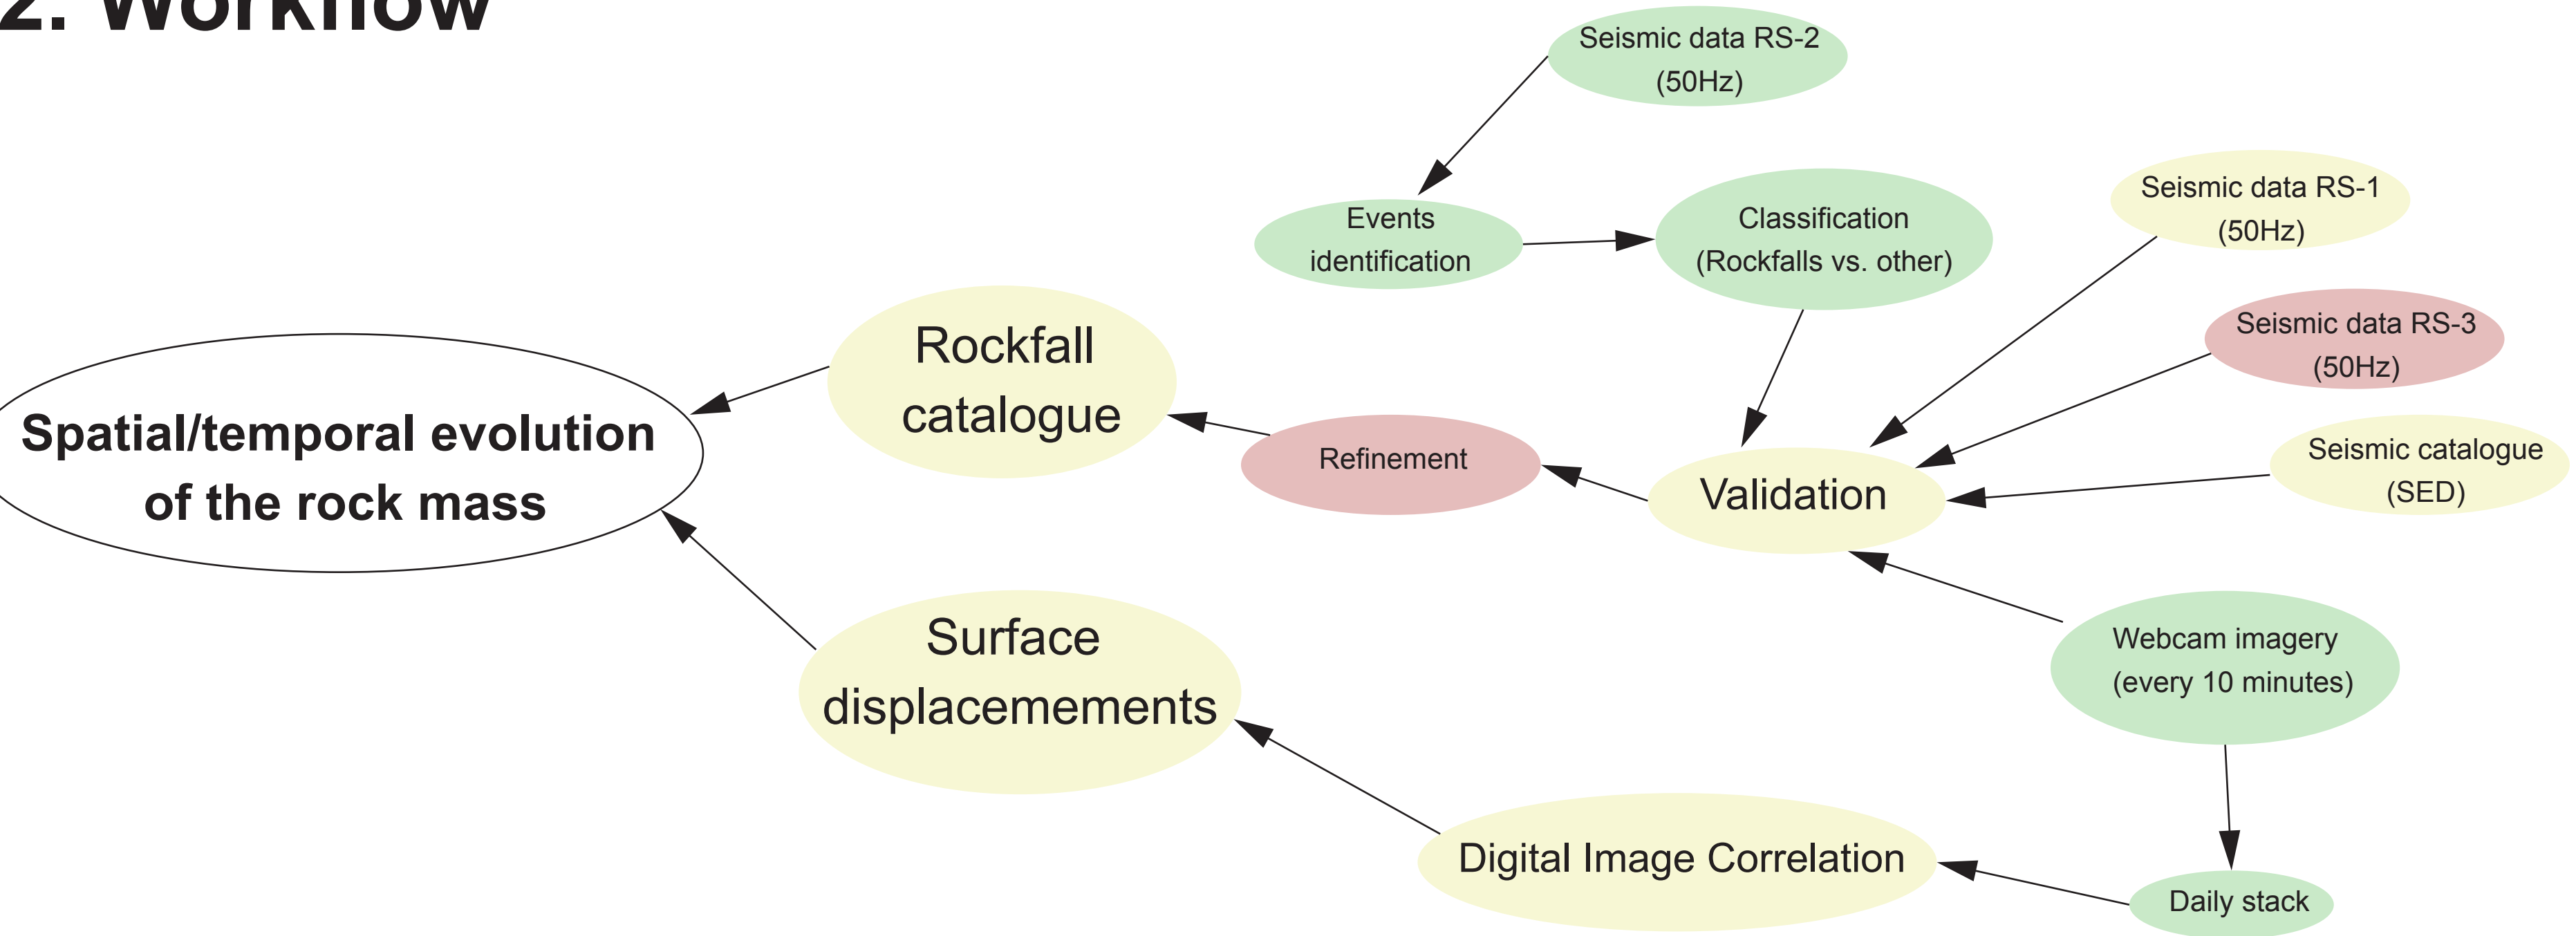 2. Workflow
Seismic data RS-2
(50Hz)
Events
identification
Classification
(Rockfalls vs. other)
Seismic data RS-1
(50Hz)
Seismic data RS-3
(50Hz)
Seismic catalogue
(SED)
Rockfall
catalogue
Refinement
Validation
Spatial/temporal evolution
of the rock mass
Surface
displacemements
Webcam imagery
(every 10 minutes)
Digital Image Correlation
Daily stack